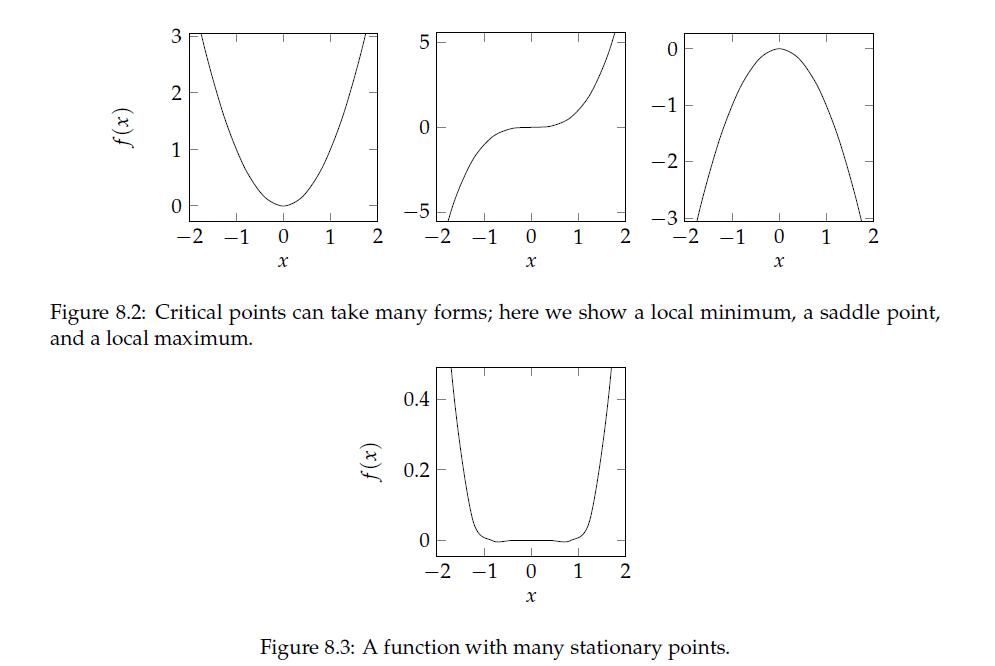 3
2
1
0
f(x)
−2 −1 0 1 2
x
5
0
−5
−2 −1 0 1 2
x
0
−1
−2
−3
−2 −1 0 1 2
x
Figure 8.2: Critical points can take many forms; here we show a local minimum, a saddle point,
and a local maximum.
0.4
0.2
0
f(x)
−2 −1 0 1 2
x
Figure 8.3: A function with many stationary points.